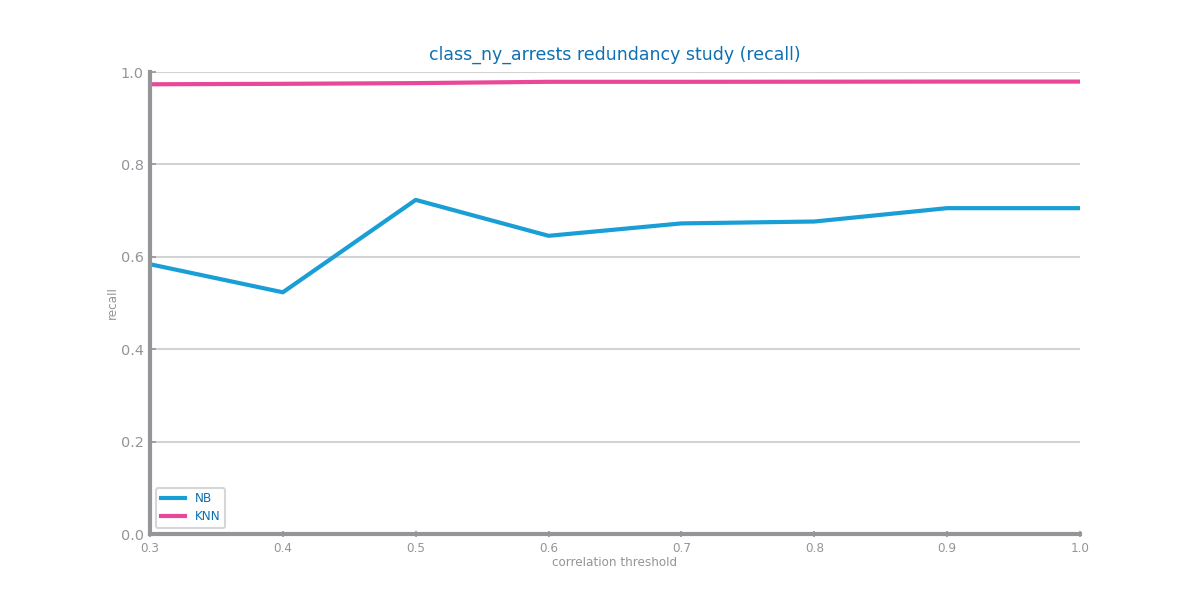 class_ny_arrests redundancy study (recall)
1.0
0.8
0.6
0.4
0.2
0.0
recall
NB
KNN
0.3 0.4 0.5 0.6 0.7 0.8 0.9 1.0
correlation threshold